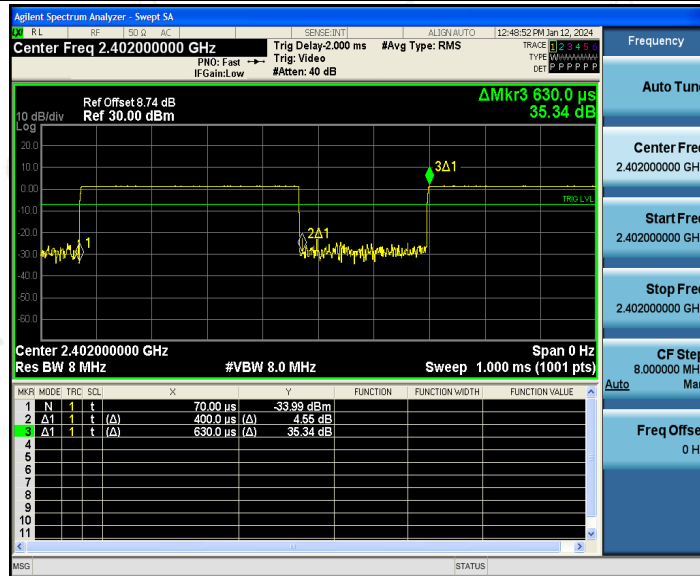 Agilent Spectrum Analyzer - Swept SA
LXI RL RF 50 Ω AC SENSE:INT ALIGN AUTO 12:48:52 PM Jan 12, 2024
Center Freq 2.402000000 GHz
PNO: Fast
IFGain:Low
Trig Delay-2.000 ms
Trig: Video
#Atten: 40 dB
#Avg Type: RMS
TRACE 1 2 3 4 5 6
TYPE W
DET P P P P P P
Ref Offset 8.74 dB
Ref 30.00 dBm
10 dB/div
Log
ΔMkr3 630.0 µs
35.34 dB
20.0
10.0
0.00
-10.0
-20.0
-30.0
-40.0
-50.0
-60.0
3Δ1
TRIG LVL
2Δ1
1
Center 2.402000000 GHz
Span 0 Hz
Res BW 8 MHz
#VBW 8.0 MHz
Sweep 1.000 ms (1001 pts)
MKR MODE TRC SCL X Y FUNCTION FUNCTION WIDTH FUNCTION VALUE
1 N 1 t 70.00 µs -33.99 dBm
2 Δ1 1 t (Δ) 400.0 µs (Δ) 4.55 dB
3 Δ1 1 t (Δ) 630.0 µs (Δ) 35.34 dB
4
5
6
7
8
9
10
11
MSG
STATUS
Frequency
Auto Tun
Center Fre
2.402000000 GH
Start Fre
2.402000000 GH
Stop Fre
2.402000000 GH
CF Step
8.000000 MH
Auto Ma
Freq Offse
0 H